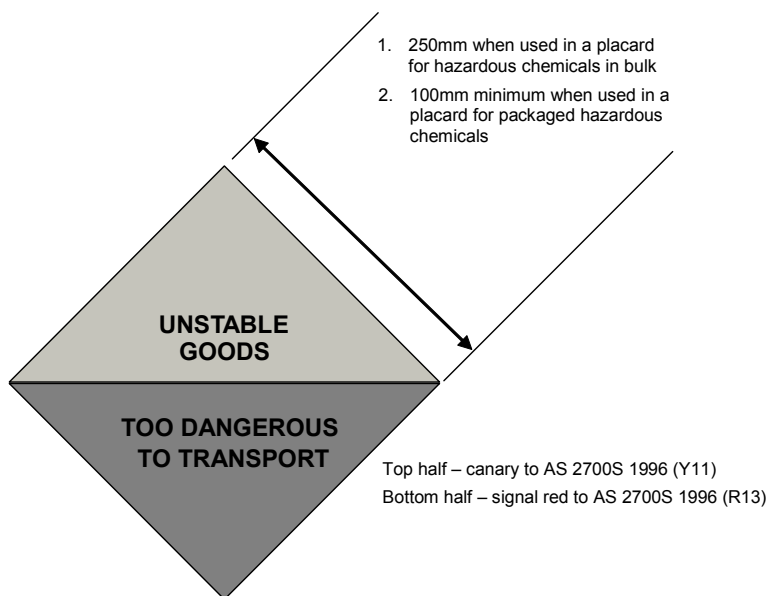 1. 250mm when used in a placard
for hazardous chemicals in bulk
2. 100mm minimum when used in a
placard for packaged hazardous
chemicals
UNSTABLE
GOODS
TOO DANGEROUS
TO TRANSPORT
Top half – canary to AS 2700S 1996 (Y11)
Bottom half – signal red to AS 2700S 1996 (R13)